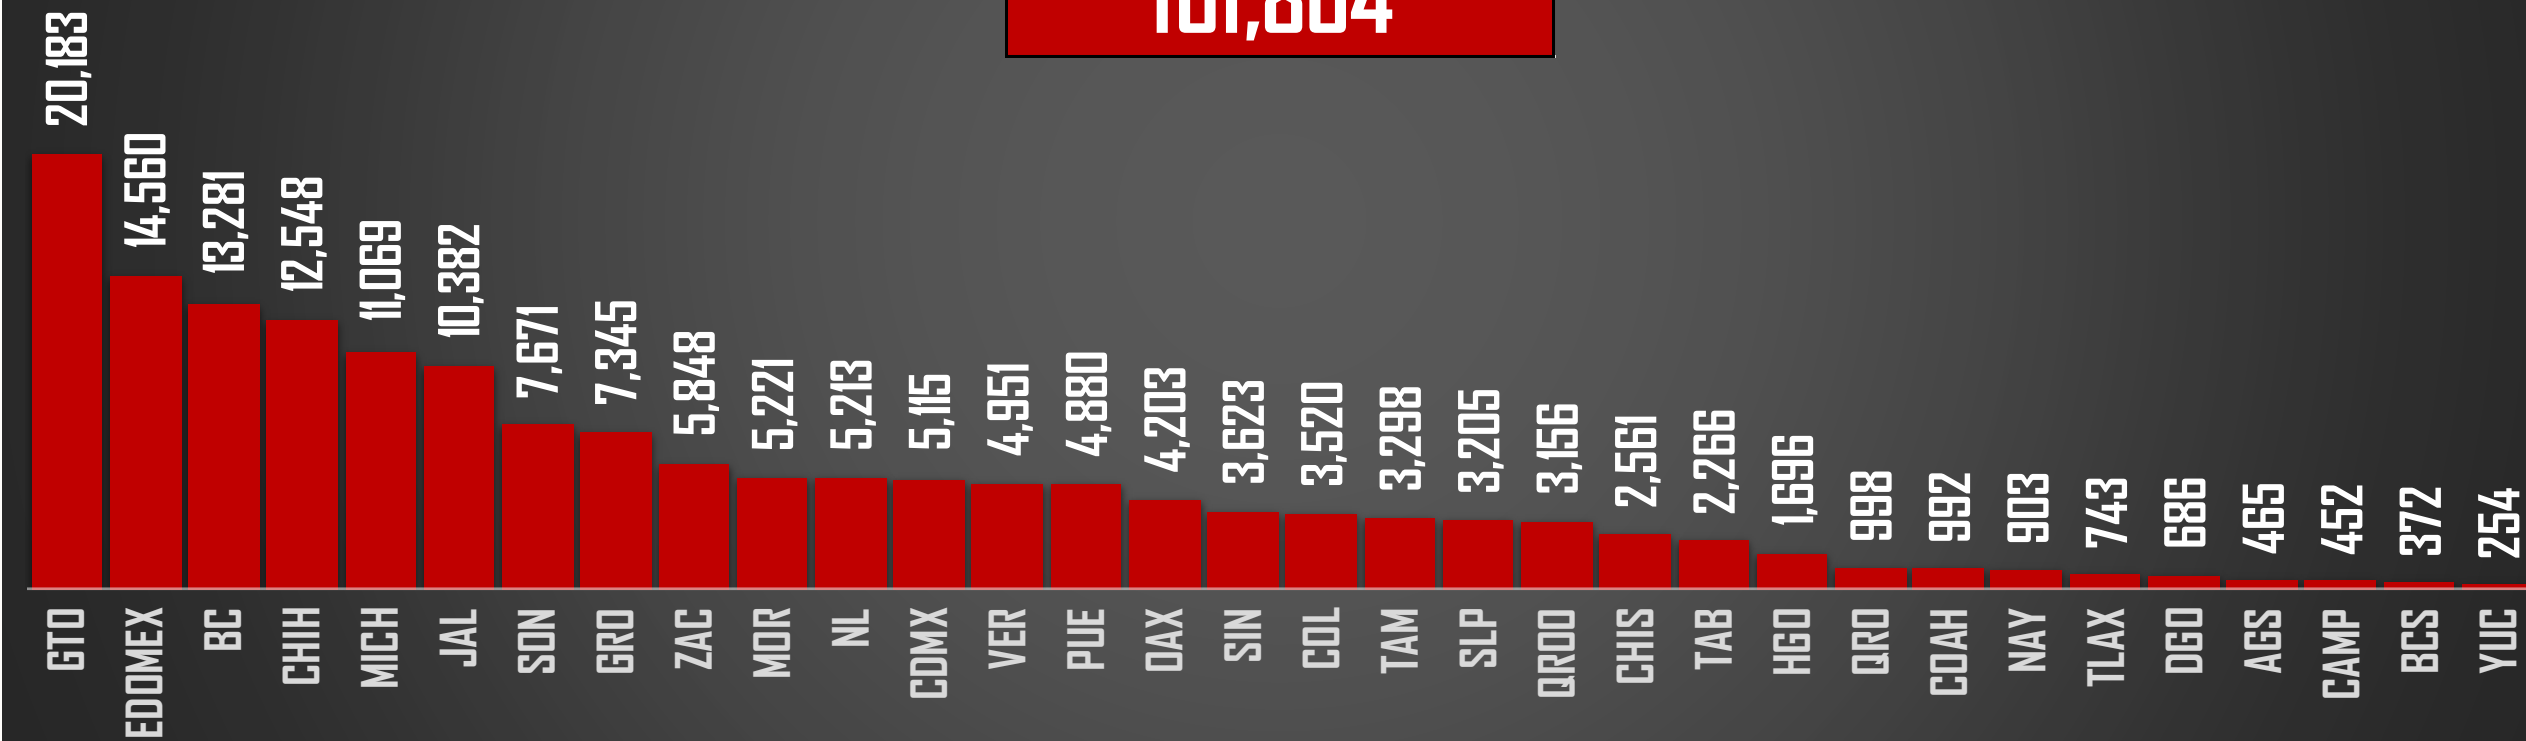 20,183
14,560
13,281
12,548
11,069
10,382
7,671
7,345
5,848
5,221
5,213
5,115
4,951
4,880
4,203
3,623
3,520
3,298
3,205
3,156
2,561
2,266
1,696
998
992
903
743
686
465
452
372
254
GTO
EDOMEX
BC
CHIH
MICH
JAL
SON
GRO
ZAC
MOR
NL
CDMX
VER
PUE
OAX
SIN
COL
TAM
SLP
QROO
CHIS
TAB
HGO
QRO
COAH
NAY
TLAX
DGO
AGS
CAMP
BCS
YUC